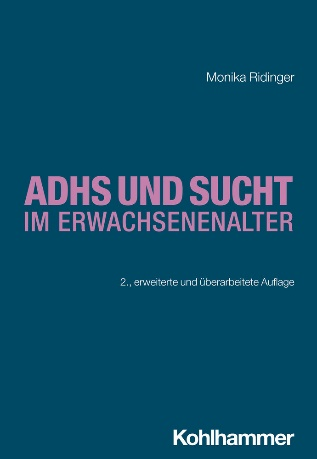 Monika Ridinger
ADHS UND SUCHT
IM ERWACHSENENALTER
2., erweiterte und überarbeitete Auflage
Kohlhammer